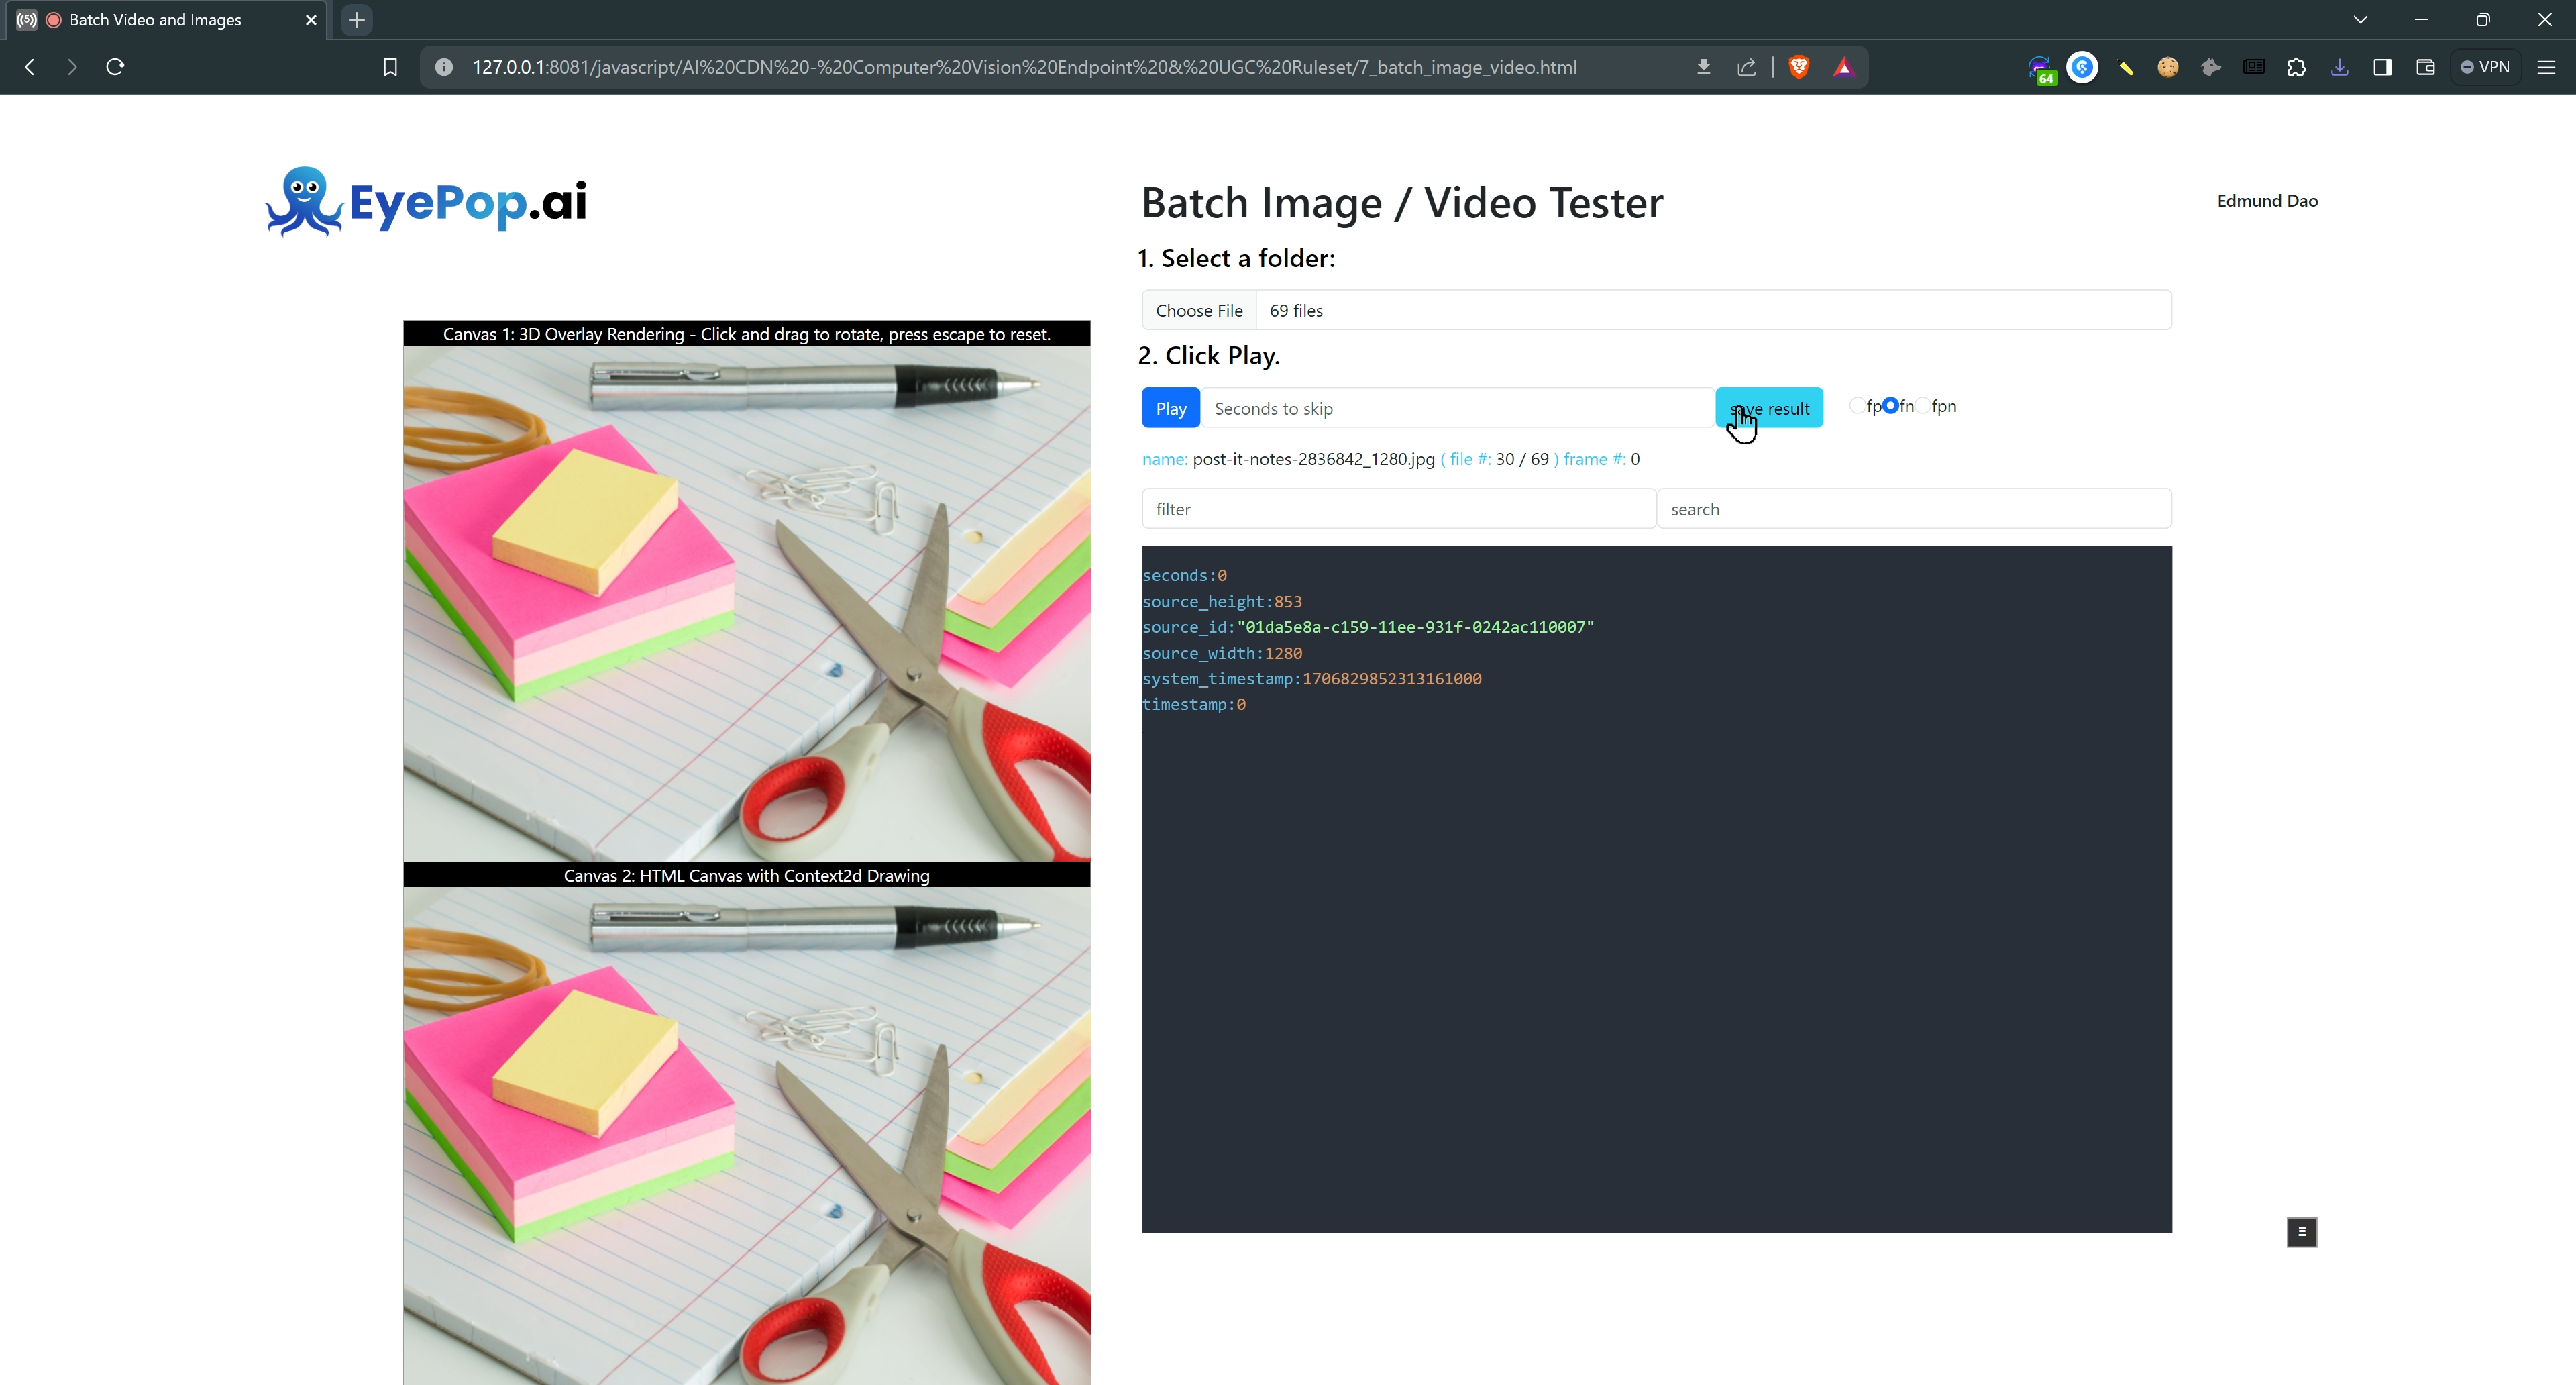 Batch Video and Images
127.0.0.1:8081/javascript/AI%20CDN%20-%20Computer%20Vision%20Endpoint%20&%20UGC%20Ruleset/7_batch_image_video.html
64
VPN
EyePop.ai
Batch Image / Video Tester
Edmund Dao
1. Select a folder:
Choose File 69 files
2. Click Play.
Play Seconds to skip save result fp fn fpn
name: post-it-notes-2836842_1280.jpg ( file #: 30 / 69 ) frame #: 0
filter search
seconds:0
source_height:853
source_id:"01da5e8a-c159-11ee-931f-0242ac110007"
source_width:1280
system_timestamp:1706829852313161000
timestamp:0
Canvas 1: 3D Overlay Rendering - Click and drag to rotate, press escape to reset.
Canvas 2: HTML Canvas with Context2d Drawing